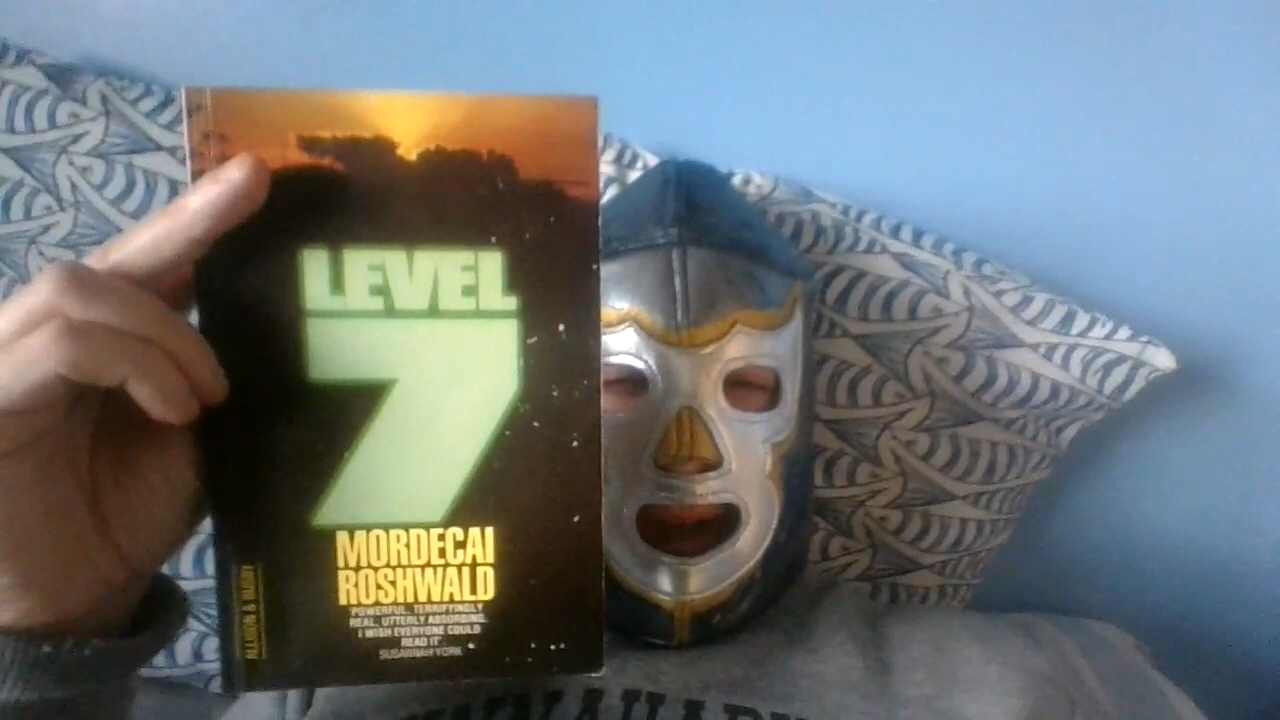 LEVEL
7
MORDECAI
ROSHWALD
"POWERFUL, TERRIFYINGLY
REAL, UTTERLY ABSORBING.
I WISH EVERYONE COULD
READ IT"
SUSANNAH YORK
ALLISON & BUSBY